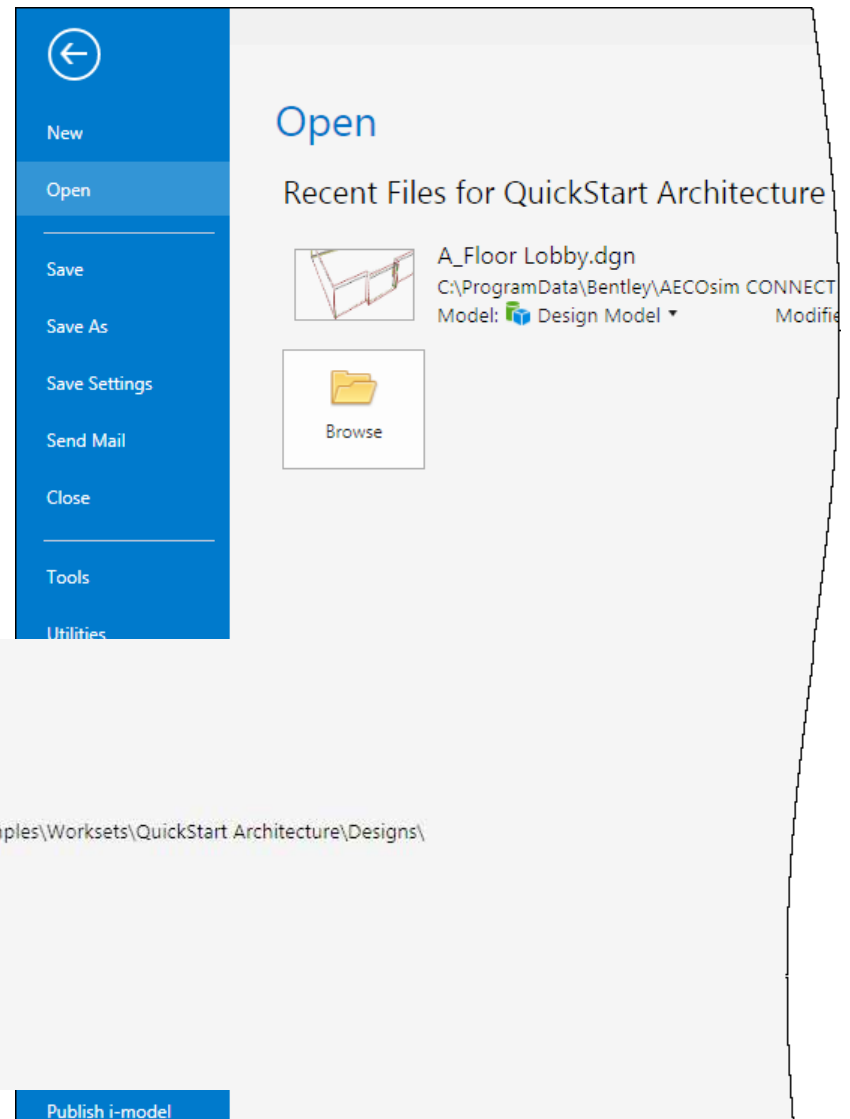 New
Open
Save
Save As
Save Settings
Send Mail
Close
Tools
Utilities
Open
Recent Files for QuickStart Architecture
A_Floor Lobby.dgn
C:\ProgramData\Bentley\AECOsim CONNECT
Model: Design Model
Browse
\Worksets\QuickStart Architecture\Designs\
Publish i-model